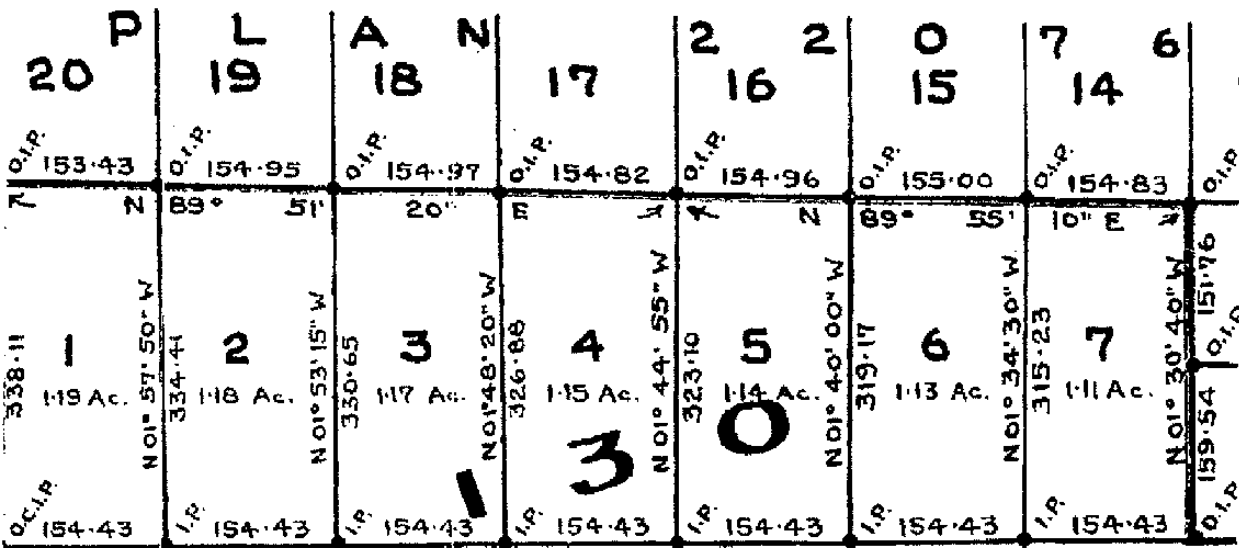 P L A N 2 2 0 7 6
20 19 18 17 16 15 14
O.I.P. 153.43 O.I.P. 154.95 O.I.P. 154.97 O.I.P. 154.82 154.96 O.I.P. 155.00 O.I.P. 154.83 O.I.P.
N 89° 51' 20" E N 89° 55' 10" E
338.11 N 01° 57' 50" W 334.41 N 01° 53' 15" W 330.65 N 01° 48' 20" W 326.88 N 01° 44' 55" W 323.10 N 01° 40' 00" W 319.17 N 01° 34' 30" W 315.23 N 01° 30' 40" W 151.76
1 2 3 4 5 6 7 O.I.P.
1.19 Ac. 1.18 Ac. 1.17 Ac. 1.15 Ac. 1.14 Ac. 1.13 Ac. 1.11 Ac.
159.54
1 3 0
O.C.I.P. 154.43 I.P. 154.43 I.P. 154.43 I.P. 154.43 I.P. 154.43 I.P. 154.43 I.P. 154.43 O.I.P.